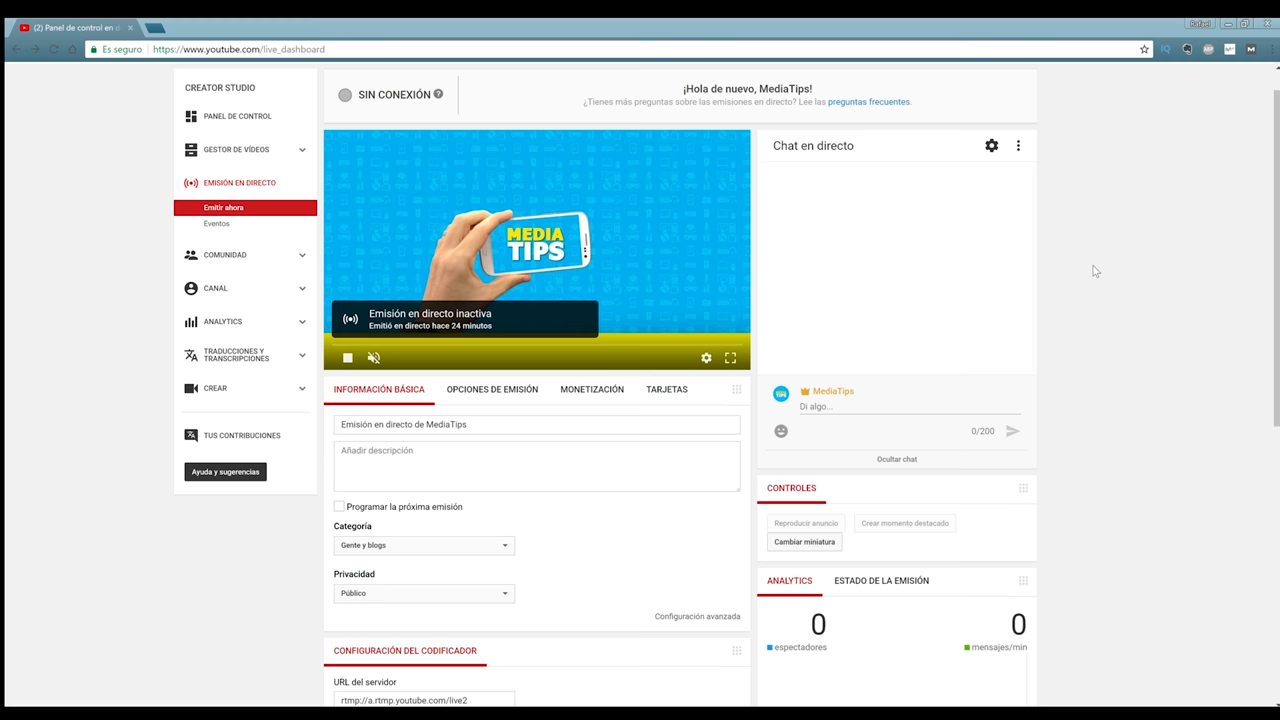 (2) Panel de control en d
Rafael
Es seguro
https://www.youtube.com/live_dashboard
CREATOR STUDIO
PANEL DE CONTROL
GESTOR DE VÍDEOS
EMISIÓN EN DIRECTO
Emitir ahora
Eventos
COMUNIDAD
CANAL
ANALYTICS
TRADUCCIONES Y
TRANSCRIPCIONES
CREAR
TUS CONTRIBUCIONES
Ayuda y sugerencias
SIN CONEXIÓN
¡Hola de nuevo, MediaTips!
¿Tienes más preguntas sobre las emisiones en directo? Lee las preguntas frecuentes.
MEDIA
TIPS
Emisión en directo inactiva
Emitió en directo hace 24 minutos
INFORMACIÓN BÁSICA
OPCIONES DE EMISIÓN
MONETIZACIÓN
TARJETAS
Emisión en directo de MediaTips
Añadir descripción
Programar la próxima emisión
Categoría
Gente y blogs
Privacidad
Público
Configuración avanzada
CONFIGURACIÓN DEL CODIFICADOR
URL del servidor
rtmp://a.rtmp.youtube.com/live2
Chat en directo
MediaTips
Di algo...
0/200
Ocultar chat
CONTROLES
Reproducir anuncio
Crear momento destacado
Cambiar miniatura
ANALYTICS
ESTADO DE LA EMISIÓN
0
0
espectadores
mensajes/min